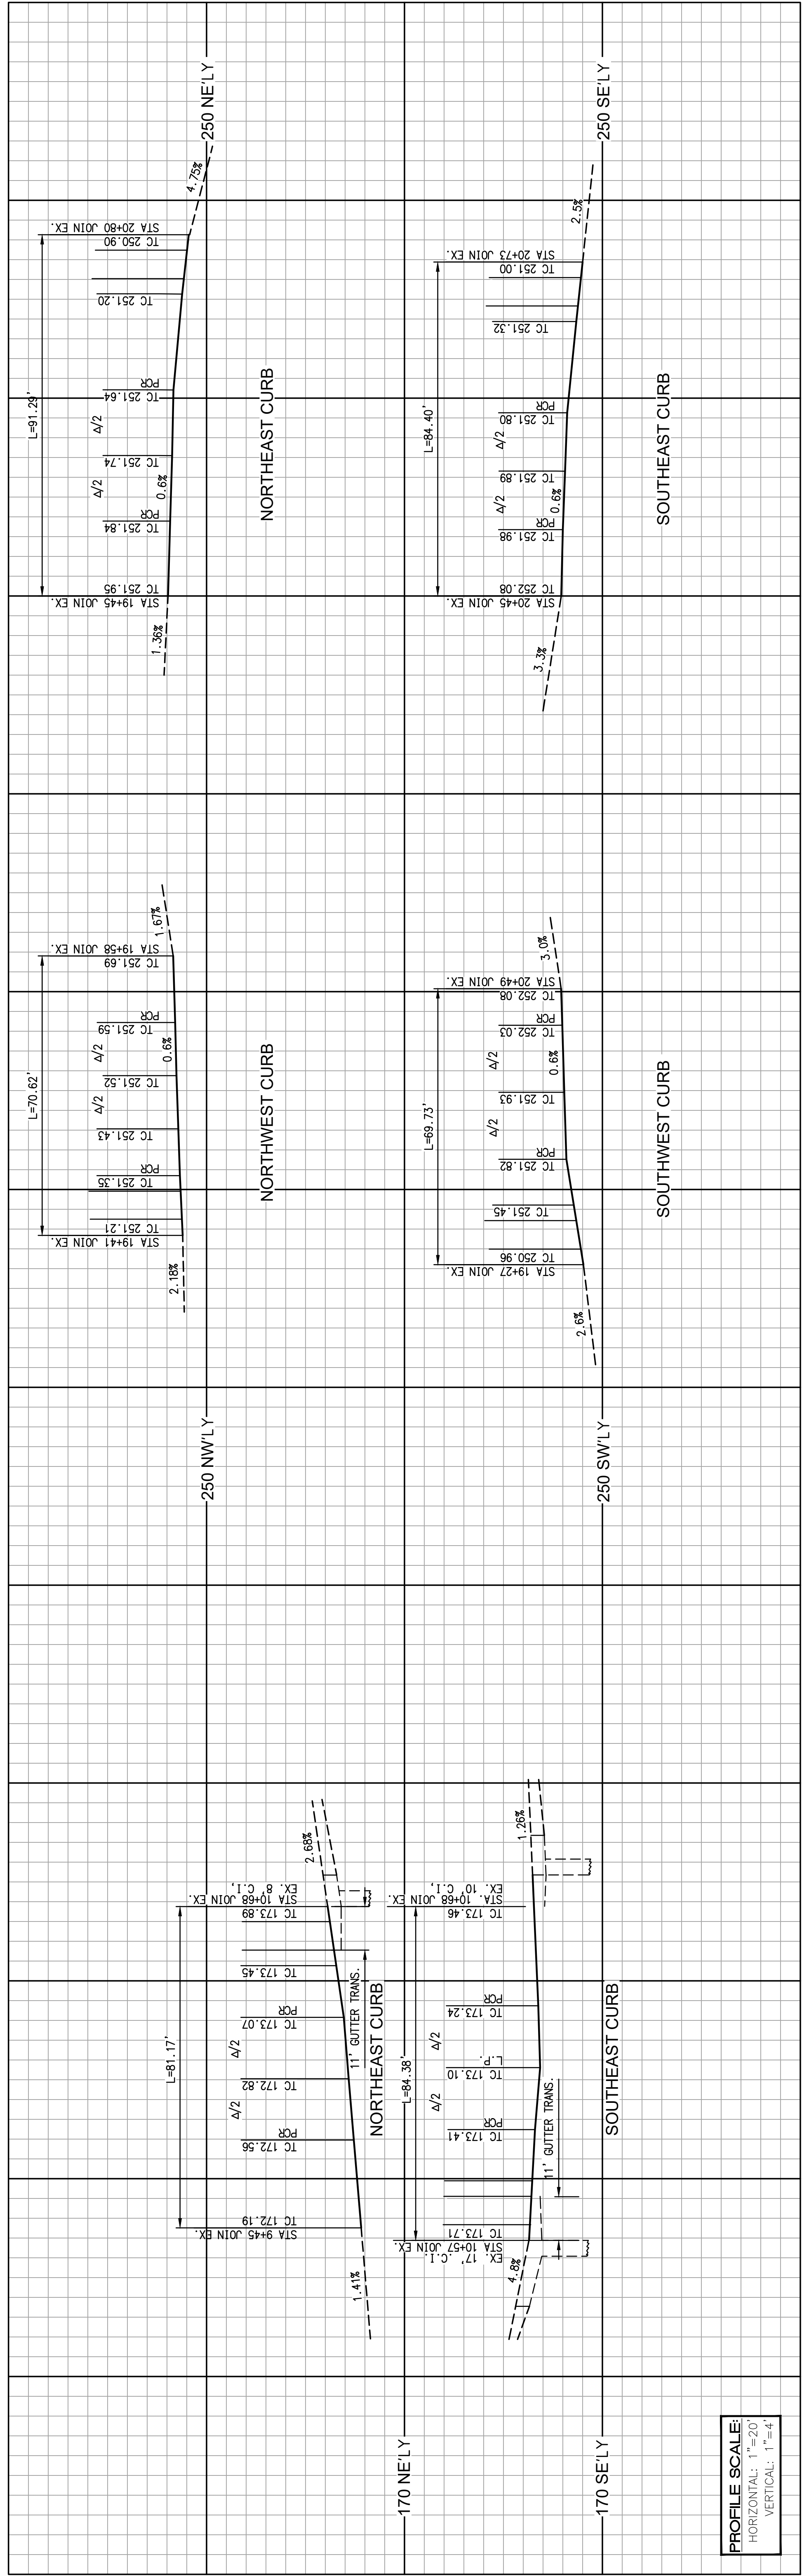 L=81.17'
STA 9+45 JOIN EX.
TC 172.19
TC 172.56
PCR
Δ/2
TC 172.82
Δ/2
TC 173.07
PCR
TC 173.45
TC 173.89
STA 10+68 JOIN EX.
EX. 8' C.I.
1.41%
2.68%
11' GUTTER TRANS.
NORTHEAST CURB
170 NE'LY
L=84.38'
EX. 17' C.I.
STA 10+57 JOIN EX.
TC 173.71
TC 173.41
PCR
Δ/2
TC 173.10
L.P.
Δ/2
TC 173.24
PCR
TC 173.46
STA. 10+68 JOIN EX.
EX. 10' C.I.
4.8%
1.26%
11' GUTTER TRANS.
SOUTHEAST CURB
170 SE'LY
L=70.62'
STA 19+41 JOIN EX.
TC 251.21
TC 251.35
PCR
TC 251.43
Δ/2
TC 251.52
Δ/2
TC 251.59
PCR
TC 251.69
STA 19+58 JOIN EX.
2.18%
0.6%
1.67%
NORTHWEST CURB
250 NW'LY
L=69.73'
STA 19+27 JOIN EX.
TC 250.96
TC 251.45
TC 251.82
PCR
Δ/2
TC 251.93
Δ/2
TC 252.03
PCR
TC 252.08
STA 20+49 JOIN EX.
2.6%
0.6%
3.0%
SOUTHWEST CURB
250 SW'LY
L=91.29'
STA 19+45 JOIN EX.
TC 251.95
TC 251.84
PCR
Δ/2
TC 251.74
Δ/2
TC 251.64
PCR
TC 251.20
TC 250.90
STA 20+80 JOIN EX.
1.36%
0.6%
4.75%
NORTHEAST CURB
250 NE'LY
L=84.40'
STA 20+45 JOIN EX.
TC 252.08
TC 251.98
PCR
Δ/2
TC 251.89
Δ/2
TC 251.80
PCR
TC 251.32
TC 251.00
STA 20+73 JOIN EX.
3.3%
0.6%
2.5%
SOUTHEAST CURB
250 SE'LY
PROFILE SCALE:
HORIZONTAL: 1"=20'
VERTICAL: 1"=4'